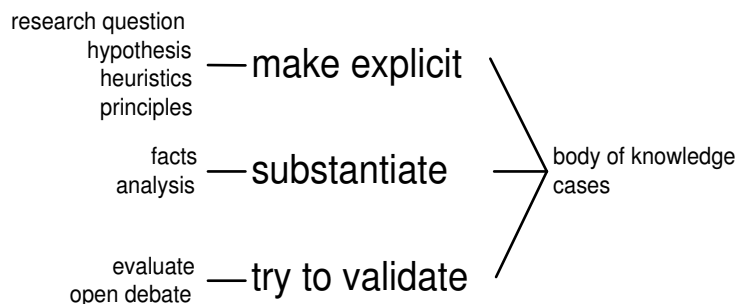 research question
hypothesis
heuristics
principles
make explicit
facts
analysis
substantiate
body of knowledge
cases
evaluate
open debate
try to validate